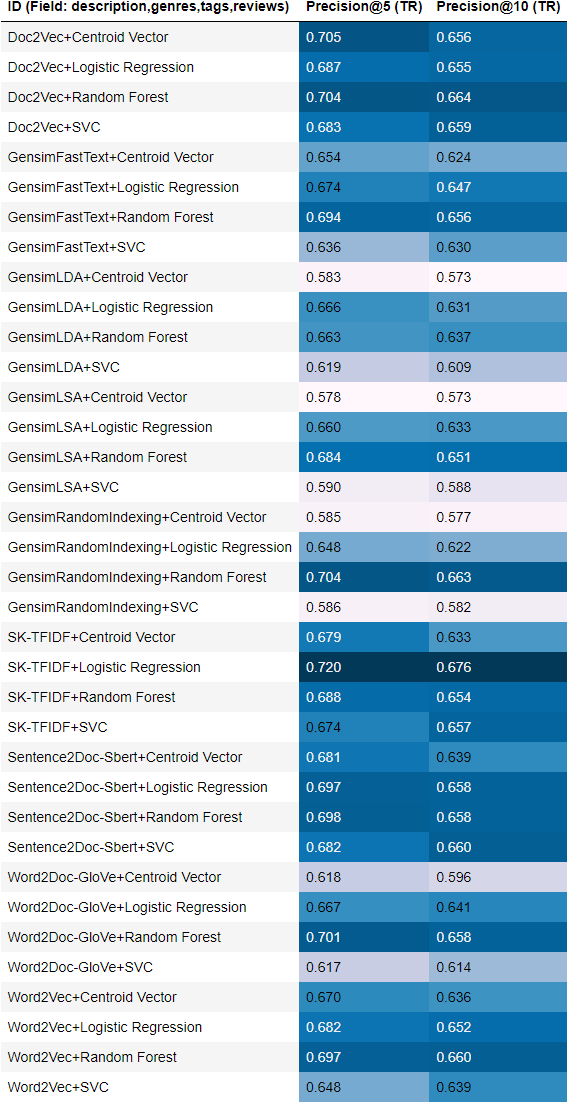 ID (Field: description,genres,tags,reviews) Precision@5 (TR) Precision@10 (TR)
Doc2Vec+Centroid Vector 0.705 0.656
Doc2Vec+Logistic Regression 0.687 0.655
Doc2Vec+Random Forest 0.704 0.664
Doc2Vec+SVC 0.683 0.659
GensimFastText+Centroid Vector 0.654 0.624
GensimFastText+Logistic Regression 0.674 0.647
GensimFastText+Random Forest 0.694 0.656
GensimFastText+SVC 0.636 0.630
GensimLDA+Centroid Vector 0.583 0.573
GensimLDA+Logistic Regression 0.666 0.631
GensimLDA+Random Forest 0.663 0.637
GensimLDA+SVC 0.619 0.609
GensimLSA+Centroid Vector 0.578 0.573
GensimLSA+Logistic Regression 0.660 0.633
GensimLSA+Random Forest 0.684 0.651
GensimLSA+SVC 0.590 0.588
GensimRandomIndexing+Centroid Vector 0.585 0.577
GensimRandomIndexing+Logistic Regression 0.648 0.622
GensimRandomIndexing+Random Forest 0.704 0.663
GensimRandomIndexing+SVC 0.586 0.582
SK-TFIDF+Centroid Vector 0.679 0.633
SK-TFIDF+Logistic Regression 0.720 0.676
SK-TFIDF+Random Forest 0.688 0.654
SK-TFIDF+SVC 0.674 0.657
Sentence2Doc-Sbert+Centroid Vector 0.681 0.639
Sentence2Doc-Sbert+Logistic Regression 0.697 0.658
Sentence2Doc-Sbert+Random Forest 0.698 0.658
Sentence2Doc-Sbert+SVC 0.682 0.660
Word2Doc-GloVe+Centroid Vector 0.618 0.596
Word2Doc-GloVe+Logistic Regression 0.667 0.641
Word2Doc-GloVe+Random Forest 0.701 0.658
Word2Doc-GloVe+SVC 0.617 0.614
Word2Vec+Centroid Vector 0.670 0.636
Word2Vec+Logistic Regression 0.682 0.652
Word2Vec+Random Forest 0.697 0.660
Word2Vec+SVC 0.648 0.639